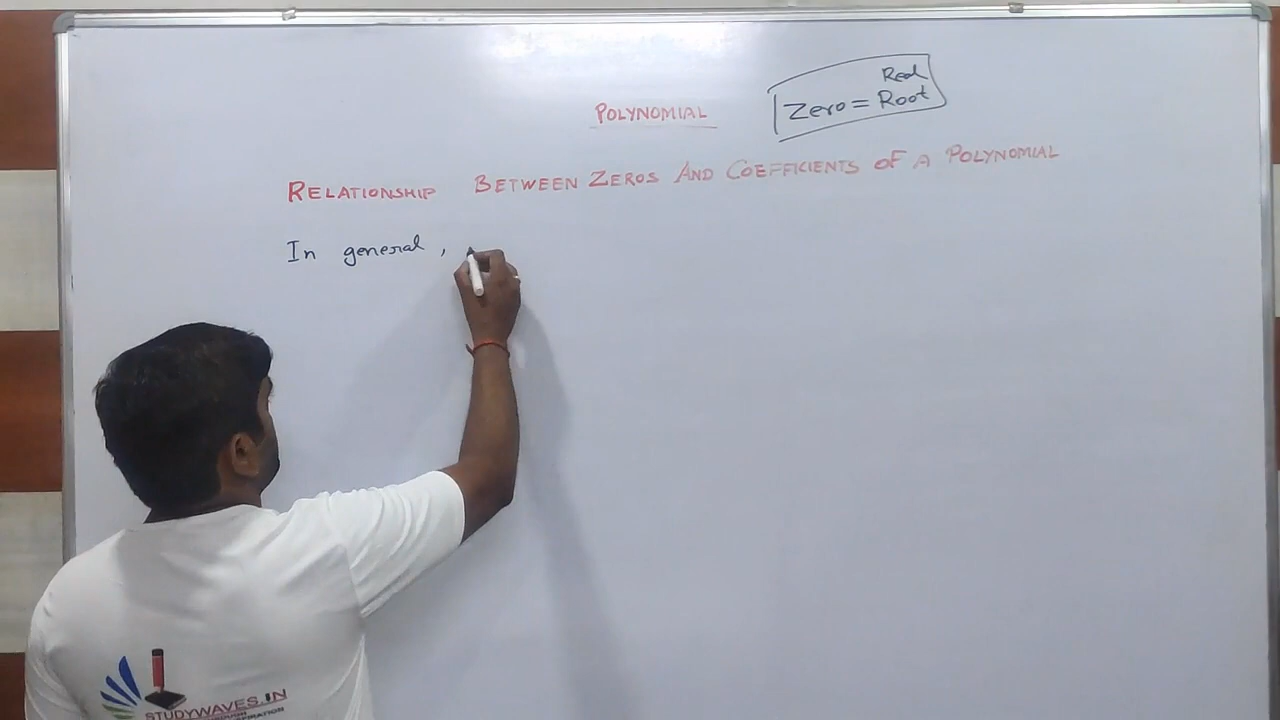 POLYNOMIAL
Real
Zero = Root
RELATIONSHIP BETWEEN ZEROS AND COEFFICIENTS OF A POLYNOMIAL
In general,
STUDYWAVES.IN